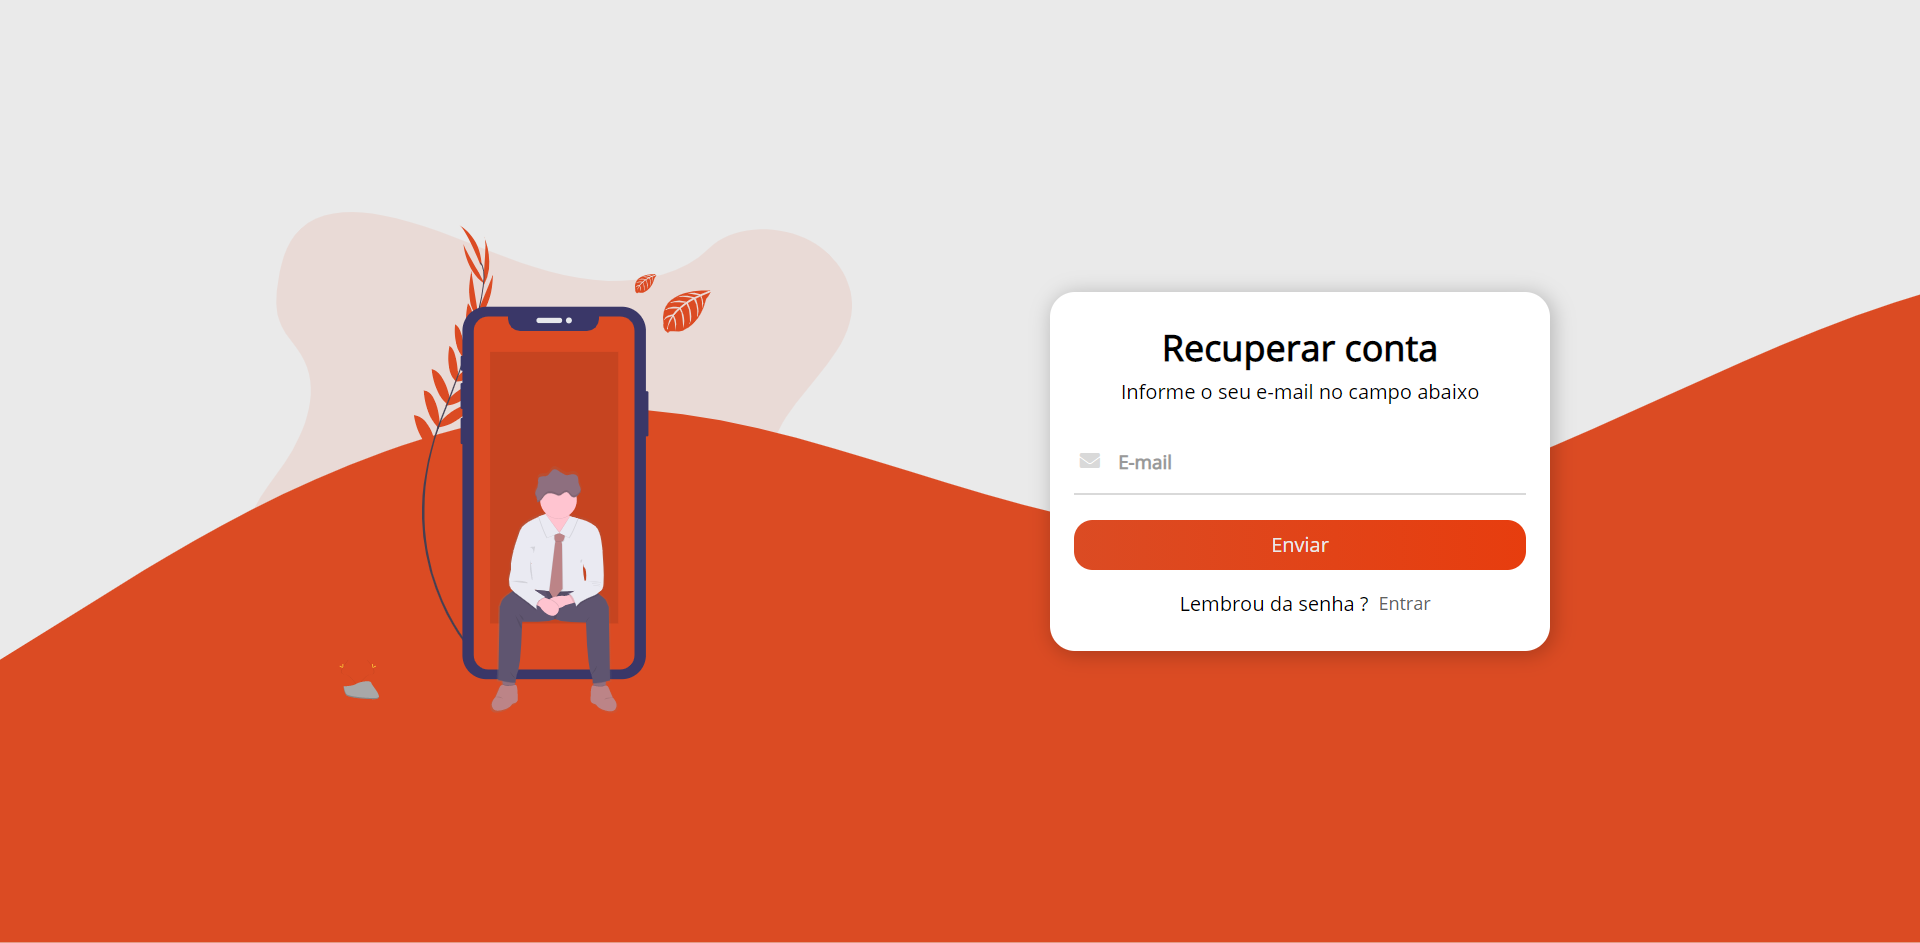 Recuperar conta
Informe o seu e-mail no campo abaixo
E-mail
Enviar
Lembrou da senha ? Entrar